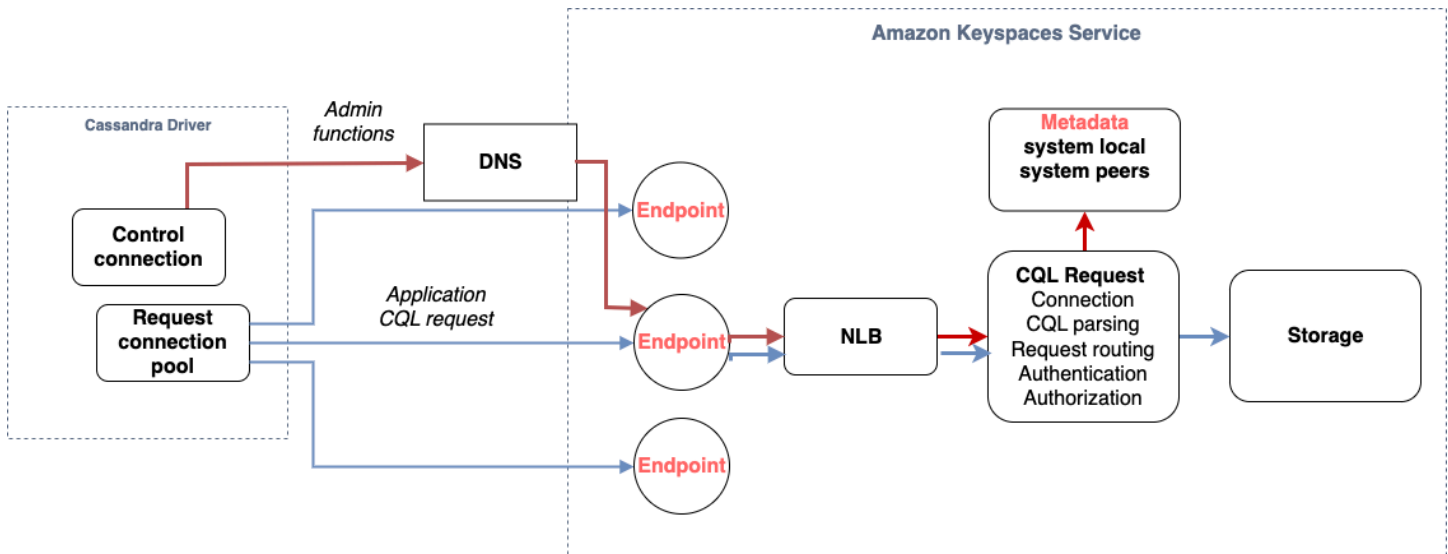 Amazon Keyspaces Service
Cassandra Driver
Admin
functions
DNS
Control
connection
Request
connection
pool
Application
CQL request
Endpoint
Endpoint
Endpoint
NLB
Metadata
system local
system peers
CQL Request
Connection
CQL parsing
Request routing
Authentication
Authorization
Storage